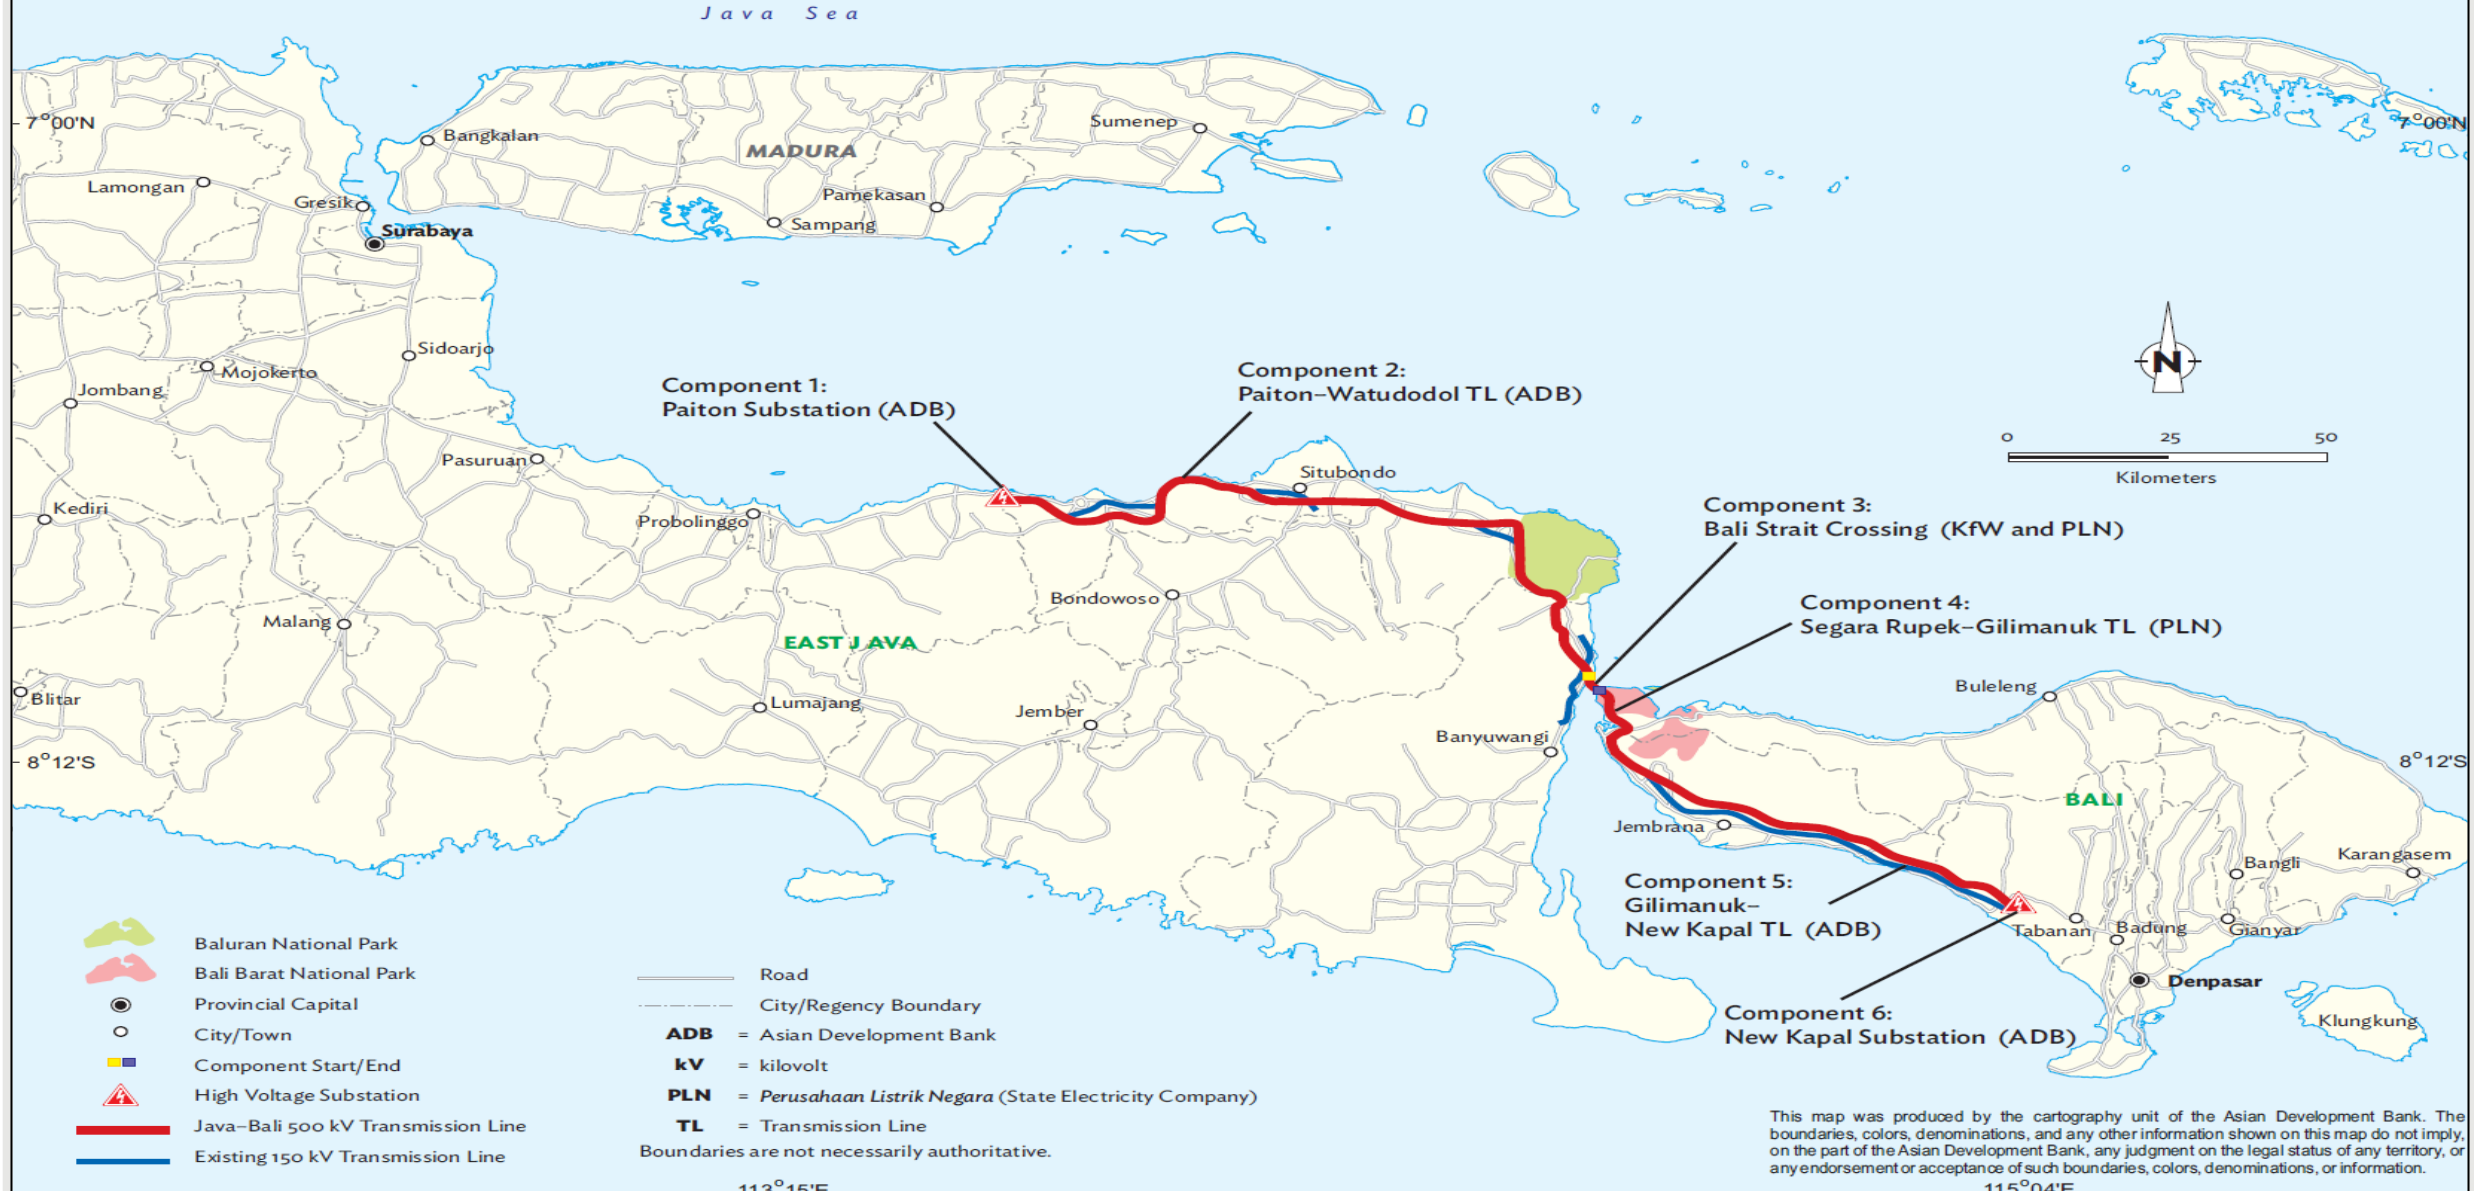 Java Sea
7°00'N
7°00'N
Bangkalan
Sumenep
MADURA
Lamongan
Gresik
Pamekasan
Sampang
Surabaya
Sidoarjo
Mojokerto
Jombang
Component 1:
Paiton Substation (ADB)
Component 2:
Paiton–Watudodol TL (ADB)
N
0 25 50
Kilometers
Pasuruan
Situbondo
Kediri
Probolinggo
Component 3:
Bali Strait Crossing (KfW and PLN)
Bondowoso
Component 4:
Segara Rupek–Gilimanuk TL (PLN)
Malang
EAST JAVA
Blitar
Lumajang
Jember
Buleleng
Banyuwangi
8°12'S
8°12'S
BALI
Jembrana
Bangli
Karangasem
Component 5:
Gilimanuk–
New Kapal TL (ADB)
Tabanan
Badung
Gianyar
Denpasar
Klungkung
Component 6:
New Kapal Substation (ADB)
Baluran National Park
Bali Barat National Park
Provincial Capital
City/Town
Component Start/End
High Voltage Substation
Java–Bali 500 kV Transmission Line
Existing 150 kV Transmission Line
Road
City/Regency Boundary
ADB = Asian Development Bank
kV = kilovolt
PLN = Perusahaan Listrik Negara (State Electricity Company)
TL = Transmission Line
Boundaries are not necessarily authoritative.
This map was produced by the cartography unit of the Asian Development Bank. The
boundaries, colors, denominations, and any other information shown on this map do not imply,
on the part of the Asian Development Bank, any judgment on the legal status of any territory, or
any endorsement or acceptance of such boundaries, colors, denominations, or information.
113°15'E
115°04'E